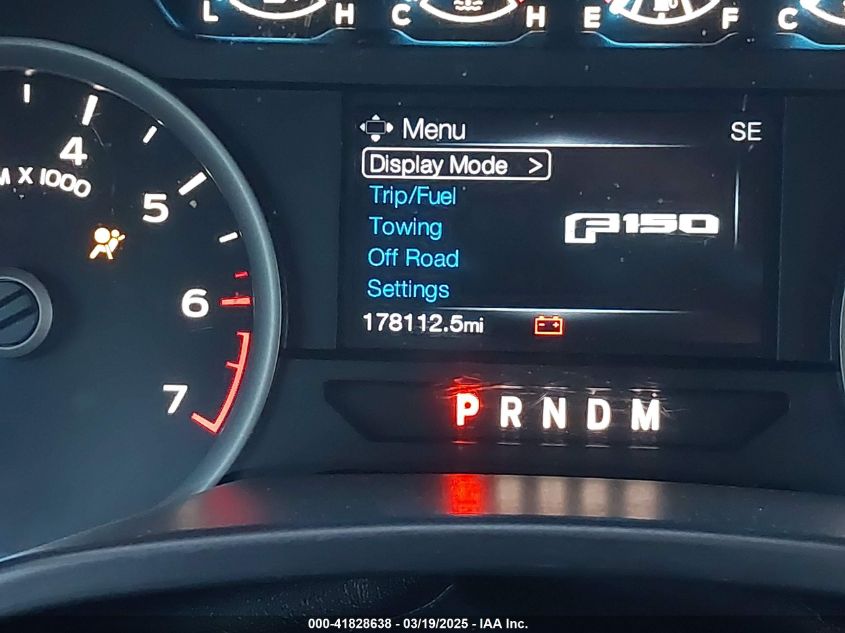 L H C H E F C
Menu SE
Display Mode >
Trip/Fuel
Towing
F150
Off Road
Settings
178112.5mi
4
X 1000
5
6
7
P R N D M
000-41828638 - 03/19/2025 - IAA Inc.